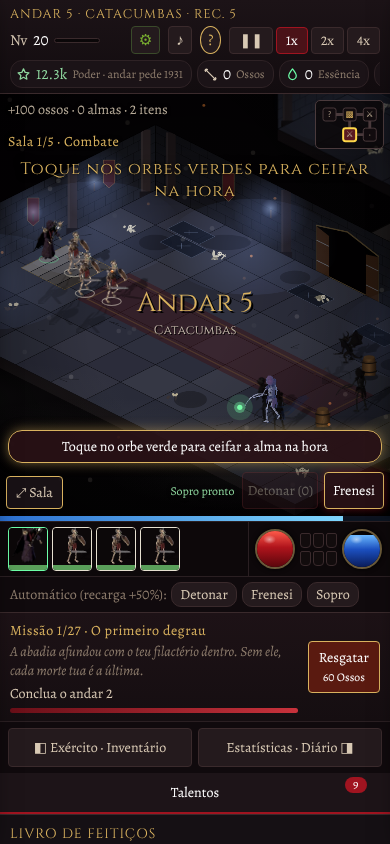 ANDAR 5 · CATACUMBAS · REC. 5
Nv 20
? 1x 2x 4x
12.3k Poder · andar pede 1931 0 Ossos 0 Essência
+100 ossos · 0 almas · 2 itens
Sala 1/5 · Combate
Toque nos orbes verdes para ceifar
na hora
Andar 5
Catacumbas
Toque no orbe verde para ceifar a alma na hora
Sala Sopro pronto Detonar (0) Frenesi
Automático (recarga +50%): Detonar Frenesi Sopro
Missão 1/27 · O primeiro degrau
A abadia afundou com o teu filactério dentro. Sem ele,
cada morte tua é a última.
Conclua o andar 2
Resgatar
60 Ossos
Exército · Inventário Estatísticas · Diário
Talentos 9
LIVRO DE FEITIÇOS